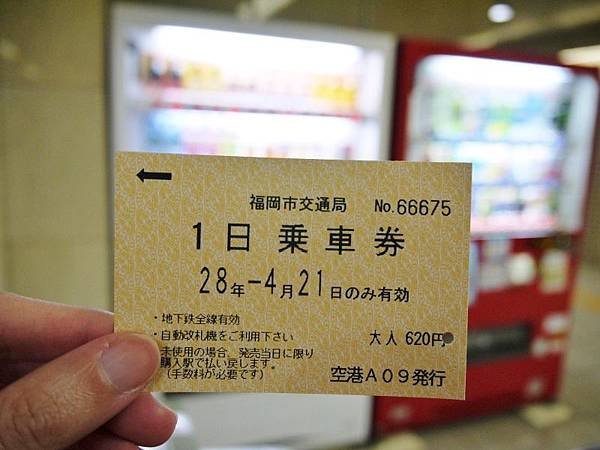 福岡市交通局 No.66675
1日乗車券
28年-4月21日のみ有効
・地下鉄全線有効
・自動改札機をご利用下さい 大人 620円
未使用の場合、発売当日に限り
購入駅で払い戻します。
(手数料が必要です)
空港A09発行